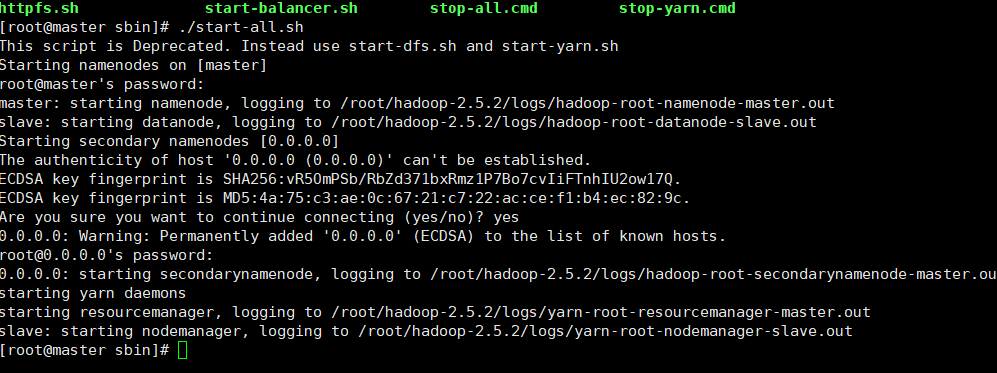 httpfs.sh start-balancer.sh stop-all.cmd stop-yarn.cmd
[root@master sbin]# ./start-all.sh
This script is Deprecated. Instead use start-dfs.sh and start-yarn.sh
Starting namenodes on [master]
root@master's password:
master: starting namenode, logging to /root/hadoop-2.5.2/logs/hadoop-root-namenode-master.out
slave: starting datanode, logging to /root/hadoop-2.5.2/logs/hadoop-root-datanode-slave.out
Starting secondary namenodes [0.0.0.0]
The authenticity of host '0.0.0.0 (0.0.0.0)' can't be established.
ECDSA key fingerprint is SHA256:vR5OmPSb/RbZd371bxRmz1P7Bo7cvIiFTnhIU2ow17Q.
ECDSA key fingerprint is MD5:4a:75:c3:ae:0c:67:21:c7:22:ac:ce:f1:b4:ec:82:9c.
Are you sure you want to continue connecting (yes/no)? yes
0.0.0.0: Warning: Permanently added '0.0.0.0' (ECDSA) to the list of known hosts.
root@0.0.0.0's password:
0.0.0.0: starting secondarynamenode, logging to /root/hadoop-2.5.2/logs/hadoop-root-secondarynamenode-master.ou
starting yarn daemons
starting resourcemanager, logging to /root/hadoop-2.5.2/logs/yarn-root-resourcemanager-master.out
slave: starting nodemanager, logging to /root/hadoop-2.5.2/logs/yarn-root-nodemanager-slave.out
[root@master sbin]#